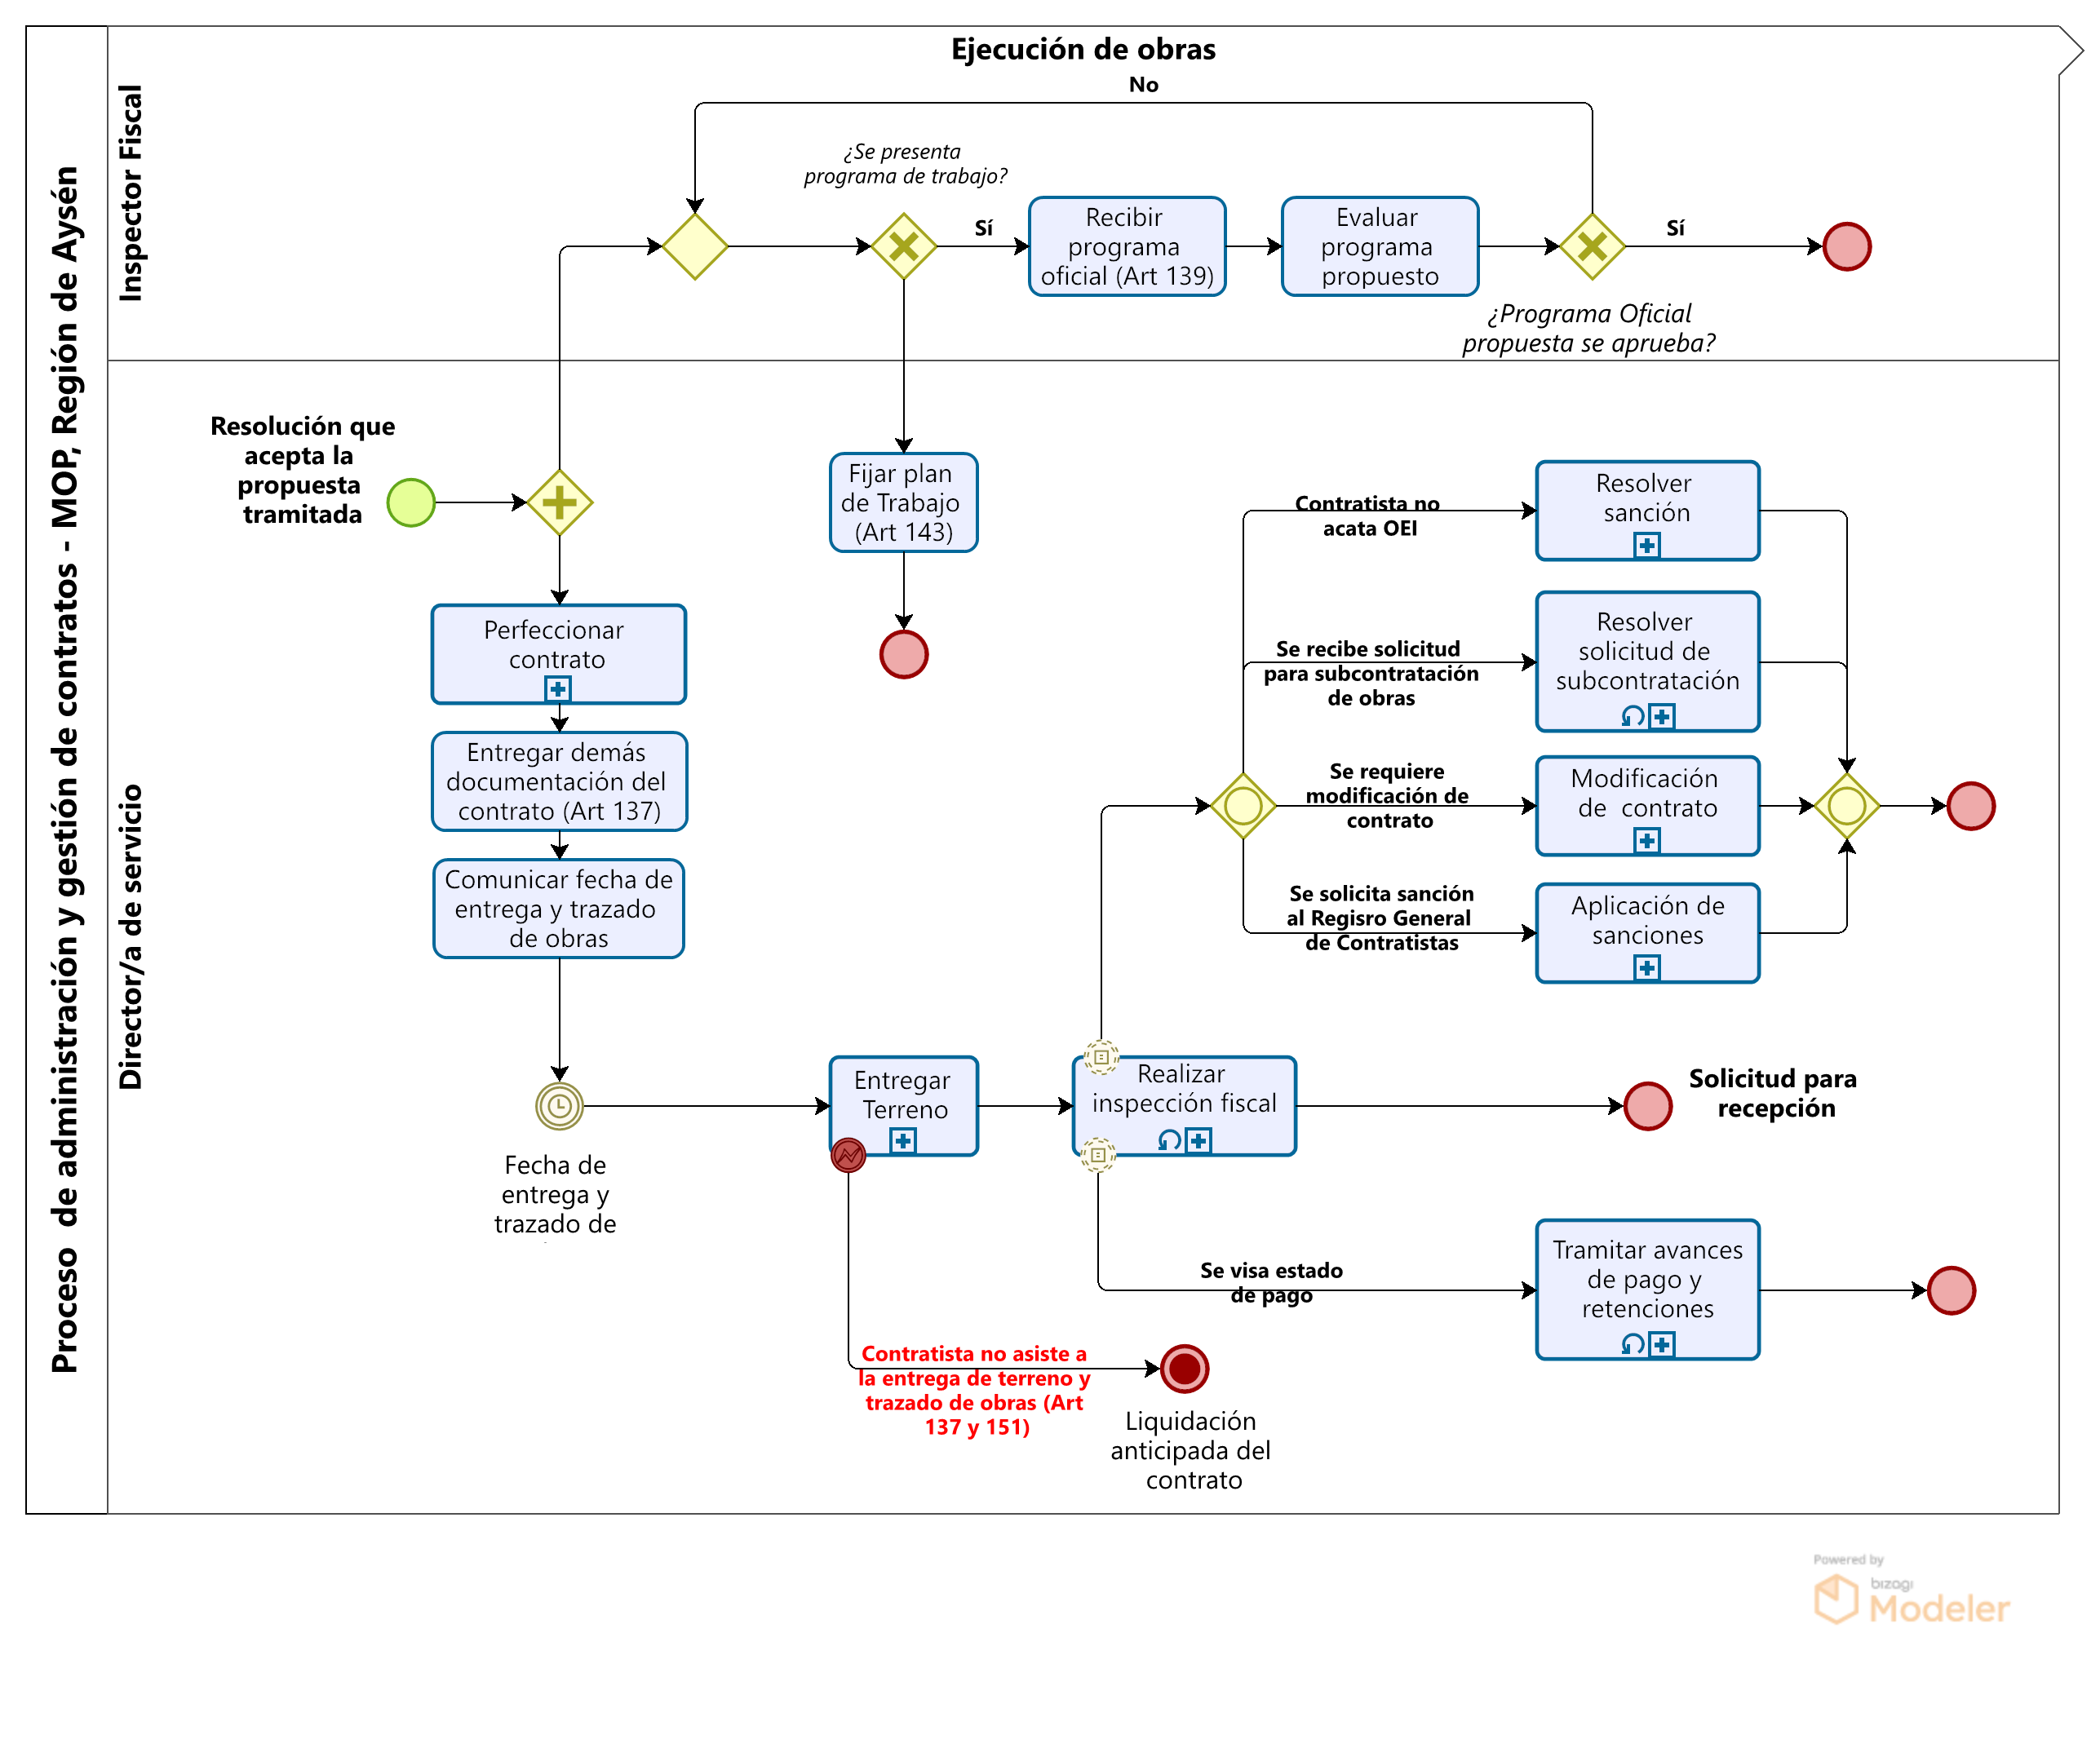 Proceso de administración y gestión de contratos - MOP, Región de Aysén
Ejecución de obras
Inspector Fiscal
No
¿Se presenta
programa de trabajo?
Sí
Recibir
programa
oficial (Art 139)
Evaluar
programa
propuesto
Sí
¿Programa Oficial
propuesta se aprueba?
Director/a de servicio
Resolución que
acepta la
propuesta
tramitada
Fijar plan
de Trabajo
(Art 143)
Perfeccionar
contrato
Entregar demás
documentación del
contrato (Art 137)
Comunicar fecha de
entrega y trazado
de obras
Fecha de
entrega y
trazado de
Contratista no
acata OEI
Resolver
sanción
Se recibe solicitud
para subcontratación
de obras
Resolver
solicitud de
subcontratación
Se requiere
modificación de
contrato
Modificación
de contrato
Se solicita sanción
al Regisro General
de Contratistas
Aplicación de
sanciones
Entregar
Terreno
Realizar
inspección fiscal
Solicitud para
recepción
Se visa estado
de pago
Tramitar avances
de pago y
retenciones
Contratista no asiste a
la entrega de terreno y
trazado de obras (Art
137 y 151)
Liquidación
anticipada del
contrato
Powered by
bizagi
Modeler